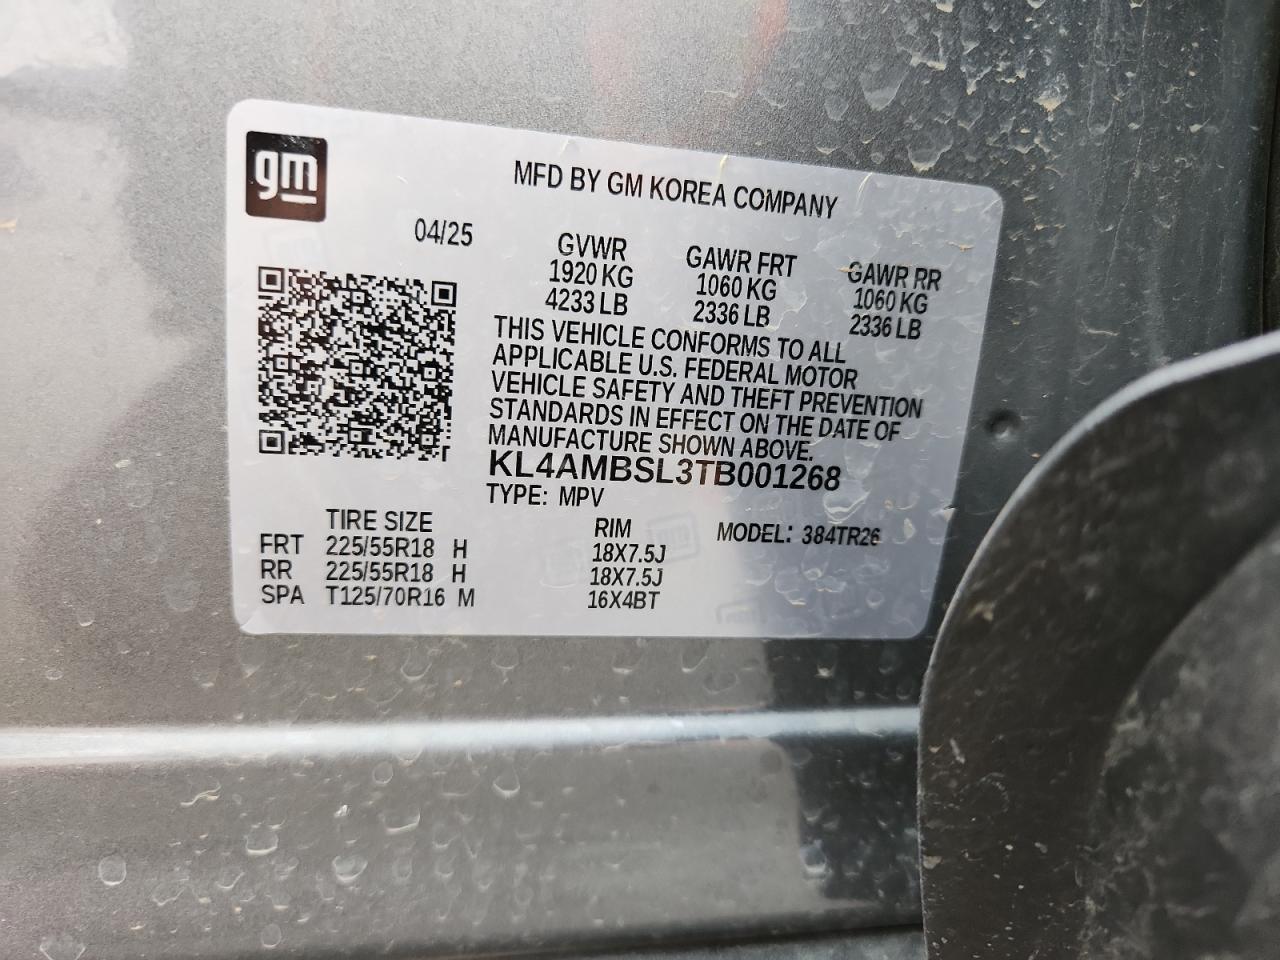 gm
MFD BY GM KOREA COMPANY
04/25
GVWR GAWR FRT GAWR RR
1920 KG 1060 KG 1060 KG
4233 LB 2336 LB 2336 LB
THIS VEHICLE CONFORMS TO ALL
APPLICABLE U.S. FEDERAL MOTOR
VEHICLE SAFETY AND THEFT PREVENTION
STANDARDS IN EFFECT ON THE DATE OF
MANUFACTURE SHOWN ABOVE.
KL4AMBSL3TB001268
TYPE: MPV
TIRE SIZE RIM MODEL: 384TR26
FRT 225/55R18 H 18X7.5J
RR 225/55R18 H 18X7.5J
SPA T125/70R16 M 16X4BT